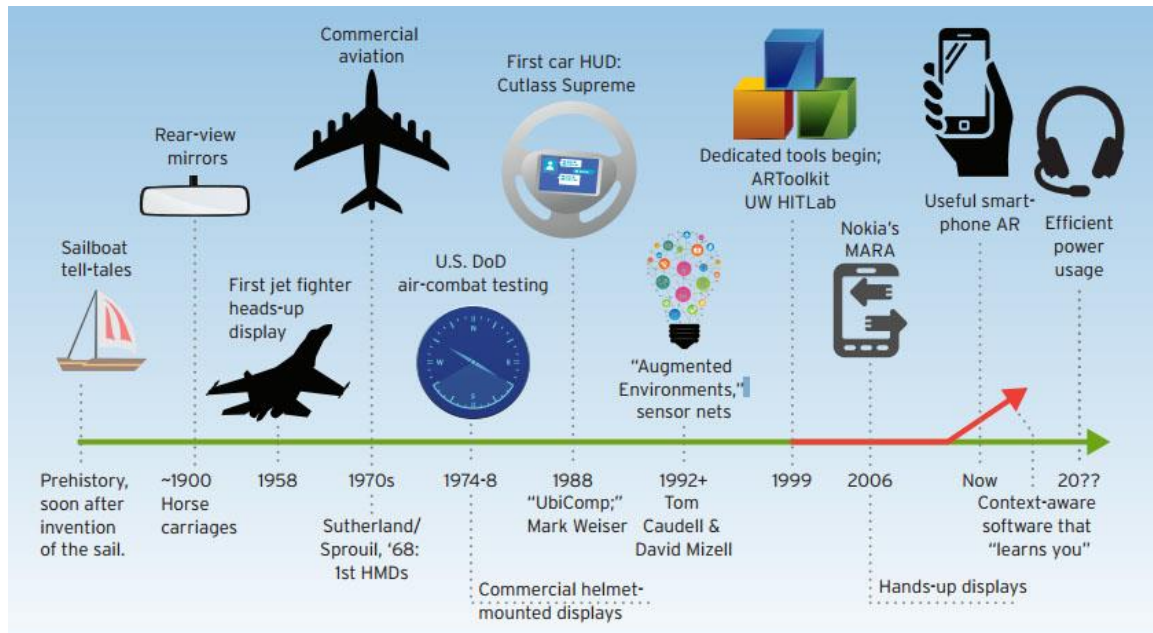 Sailboat
tell-tales
Rear-view
mirrors
First jet fighter
heads-up
display
Commercial
aviation
U.S. DoD
air-combat testing
First car HUD:
Cutlass Supreme
“Augmented
Environments,”
sensor nets
Dedicated tools begin;
ARToolkit
UW HITLab
Nokia’s
MARA
Useful smart-
phone AR
Efficient
power
usage
Prehistory,
soon after
invention
of the sail.
~1900
Horse
carriages
1958
1970s
Sutherland/
Sprouil, ‘68:
1st HMDs
1974-8
Commercial helmet-
mounted displays
1988
“UbiComp;”
Mark Weiser
1992+
Tom
Caudell &
David Mizell
1999
2006
Hands-up displays
Now
Context-aware
software that
“learns you”
20??
N
E
S
W